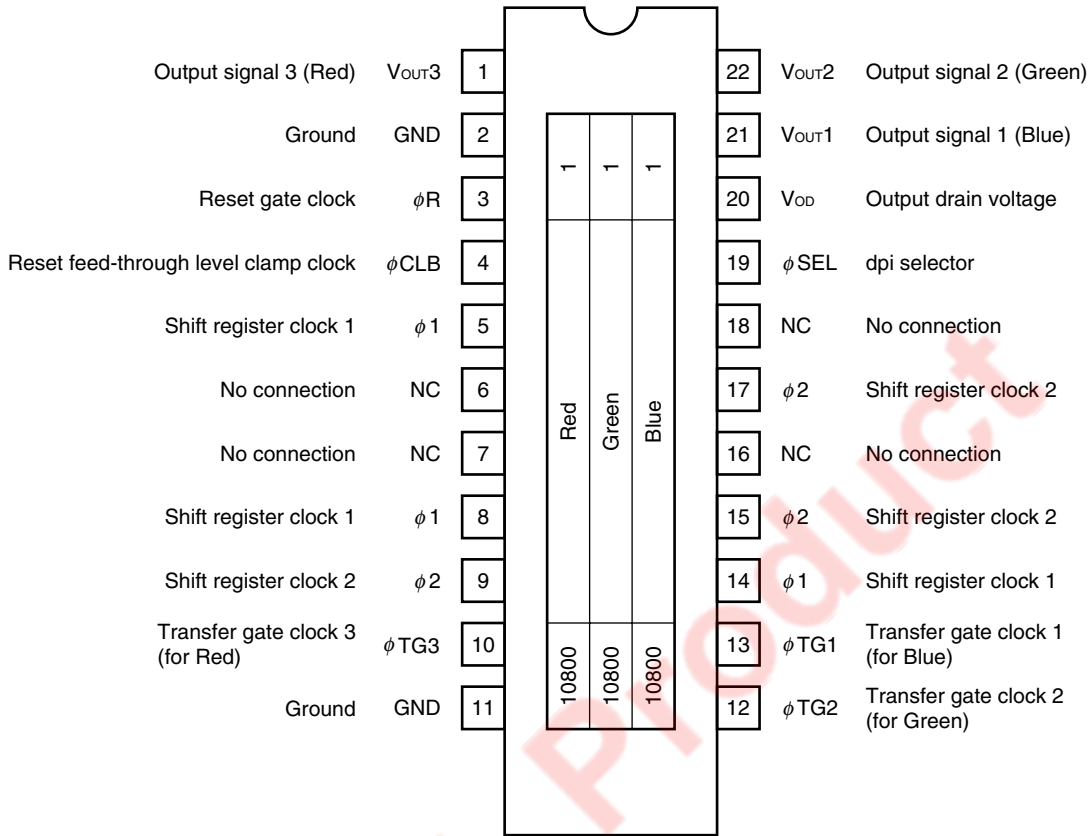 Output signal 3 (Red) VOUT3 1
Ground GND 2
Reset gate clock ϕR 3
Reset feed-through level clamp clock ϕCLB 4
Shift register clock 1 ϕ1 5
No connection NC 6
No connection NC 7
Shift register clock 1 ϕ1 8
Shift register clock 2 ϕ2 9
Transfer gate clock 3
(for Red) ϕTG3 10
Ground GND 11
1 1 1
Red Green Blue
10800 10800 10800
22 VOUT2 Output signal 2 (Green)
21 VOUT1 Output signal 1 (Blue)
20 VOD Output drain voltage
19 ϕSEL dpi selector
18 NC No connection
17 ϕ2 Shift register clock 2
16 NC No connection
15 ϕ2 Shift register clock 2
14 ϕ1 Shift register clock 1
13 ϕTG1 Transfer gate clock 1
(for Blue)
12 ϕTG2 Transfer gate clock 2
(for Green)
Product